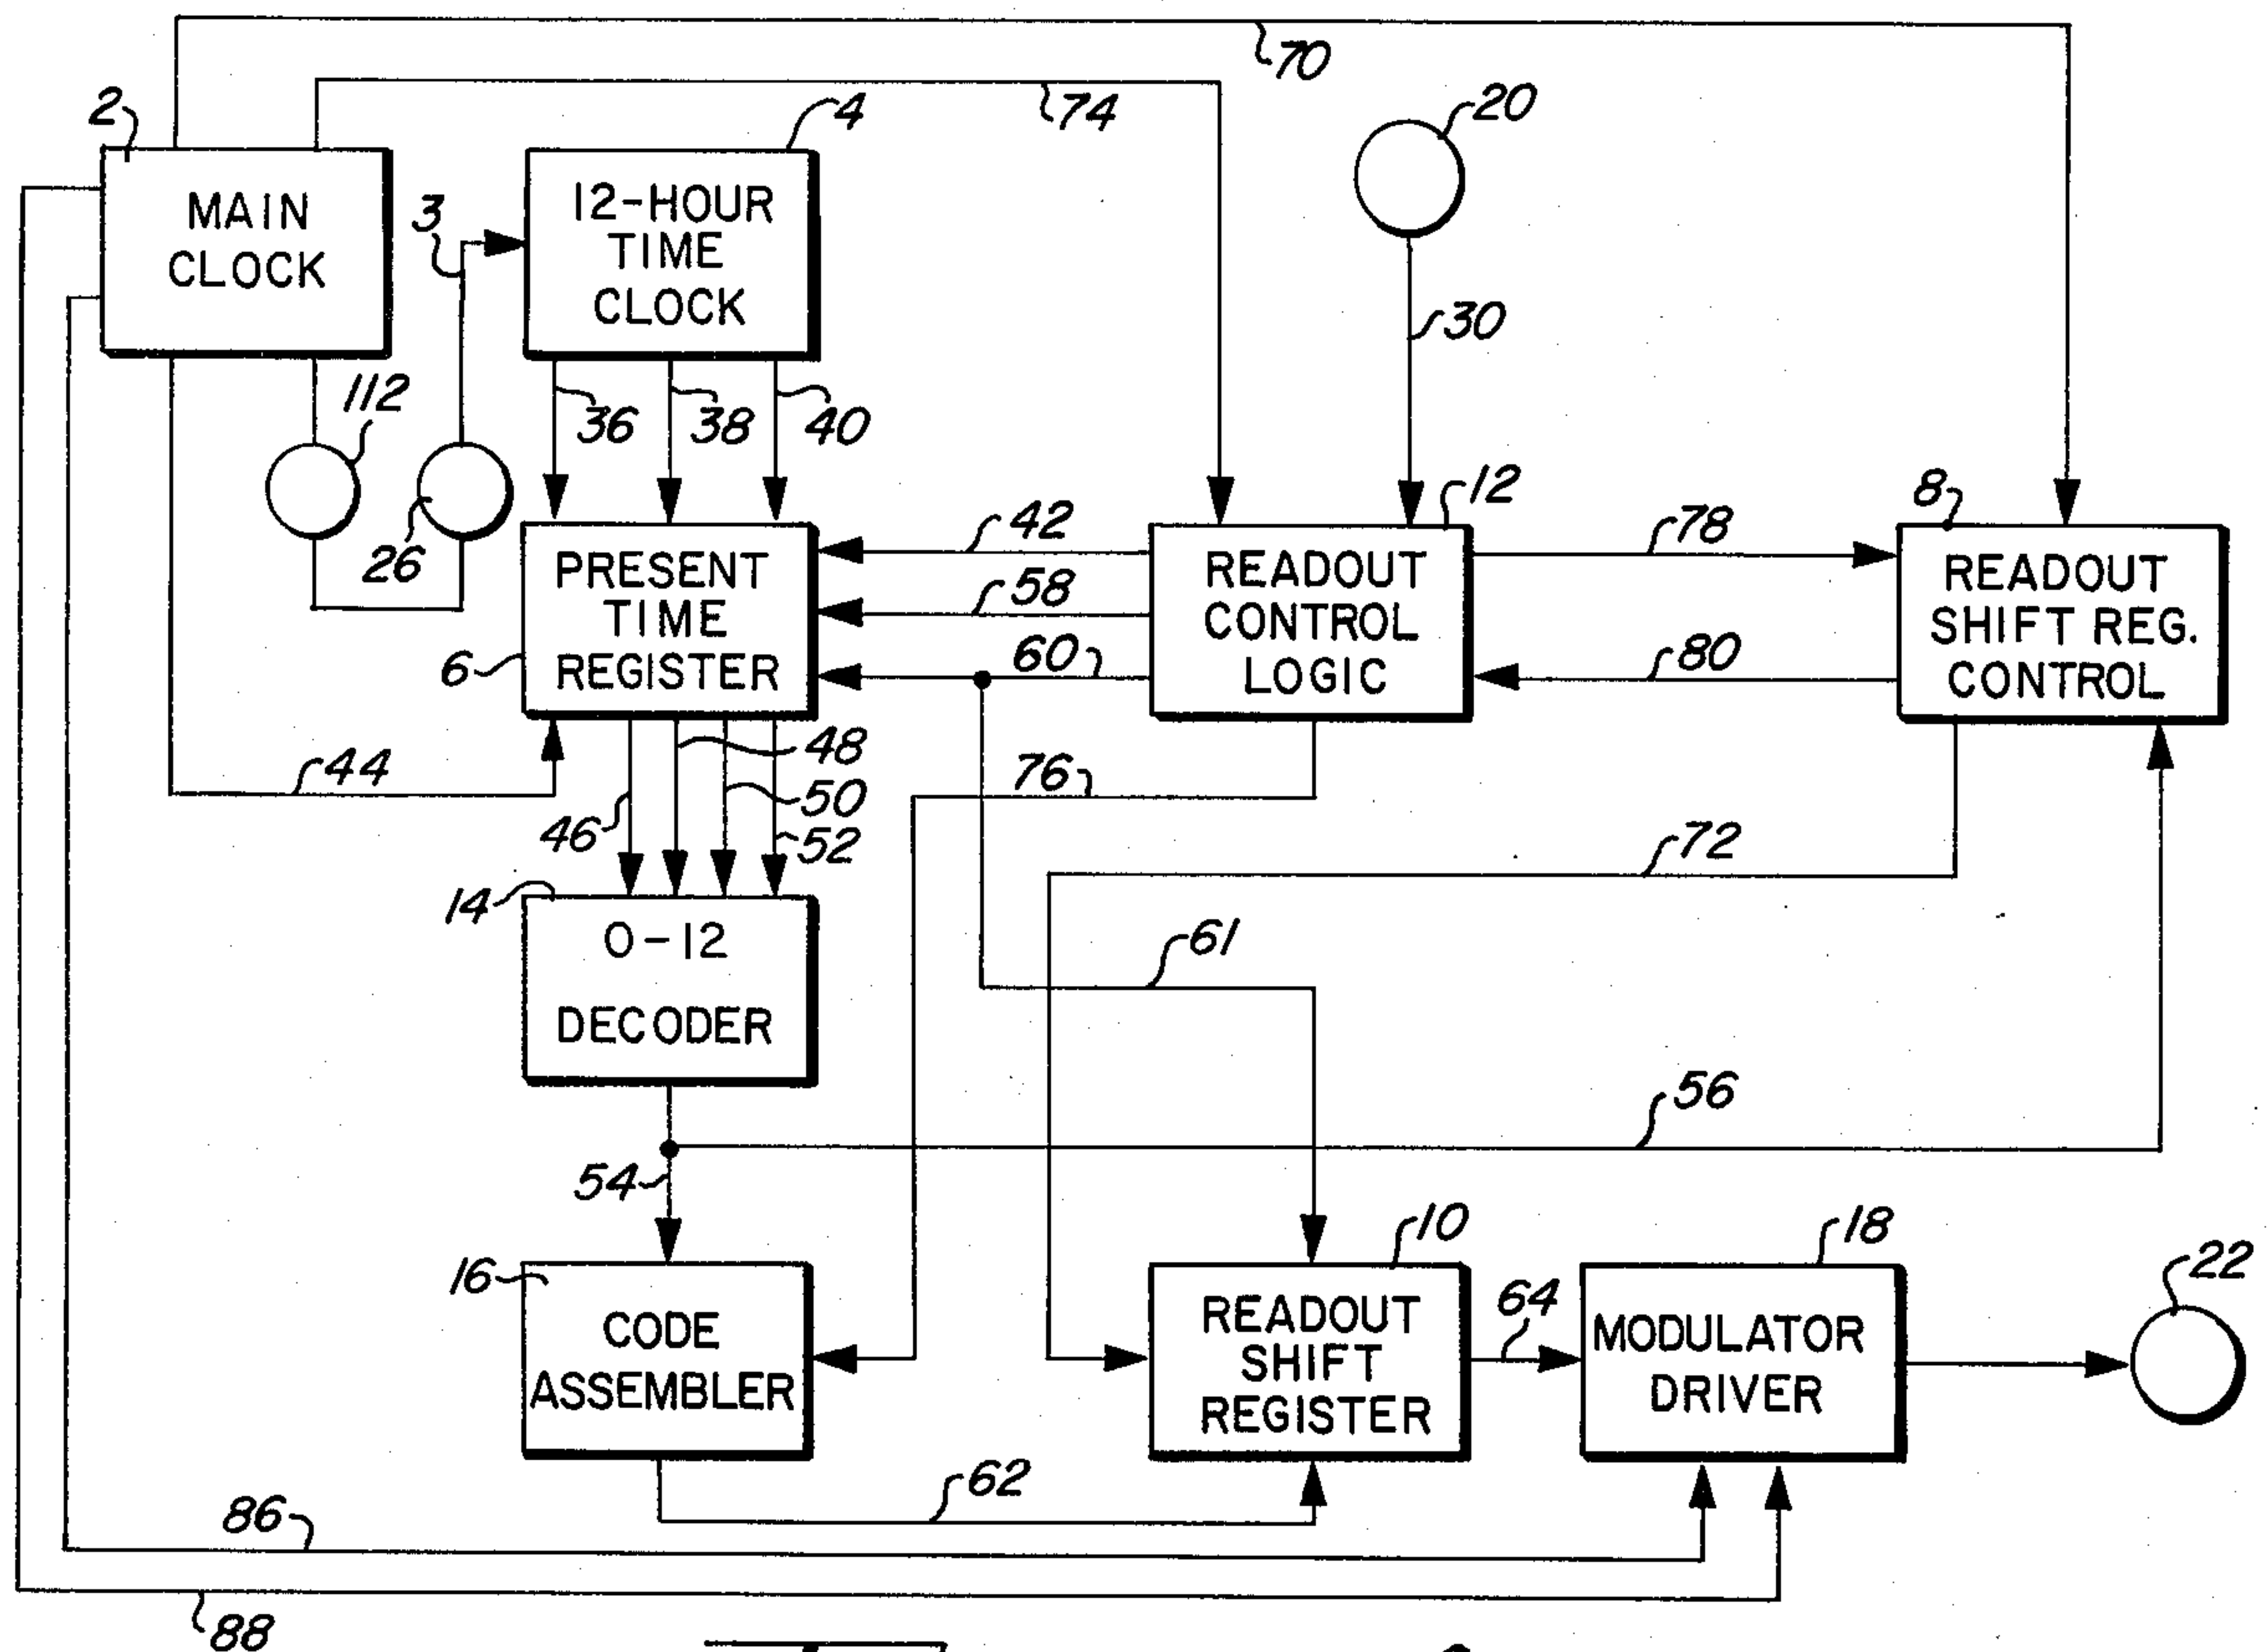 70
74
2
4
20
MAIN
CLOCK
3
12-HOUR
TIME
CLOCK
30
112
36
38
40
26
12
8
42
78
PRESENT
TIME
REGISTER
6
58
60
READOUT
CONTROL
LOGIC
80
READOUT
SHIFT REG.
CONTROL
44
48
50
46
52
76
72
14
0-12
DECODER
61
56
54
16
CODE
ASSEMBLER
10
READOUT
SHIFT
REGISTER
64
18
MODULATOR
DRIVER
22
62
86
88